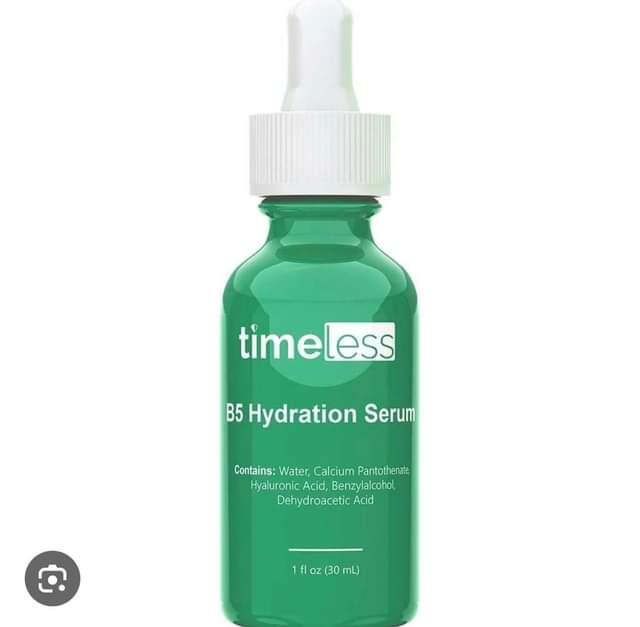 timeless
B5 Hydration Serum
Contains: Water, Calcium Pantothenate,
Hyaluronic Acid, Benzylalcohol,
Dehydroacetic Acid
1 fl oz (30 mL)